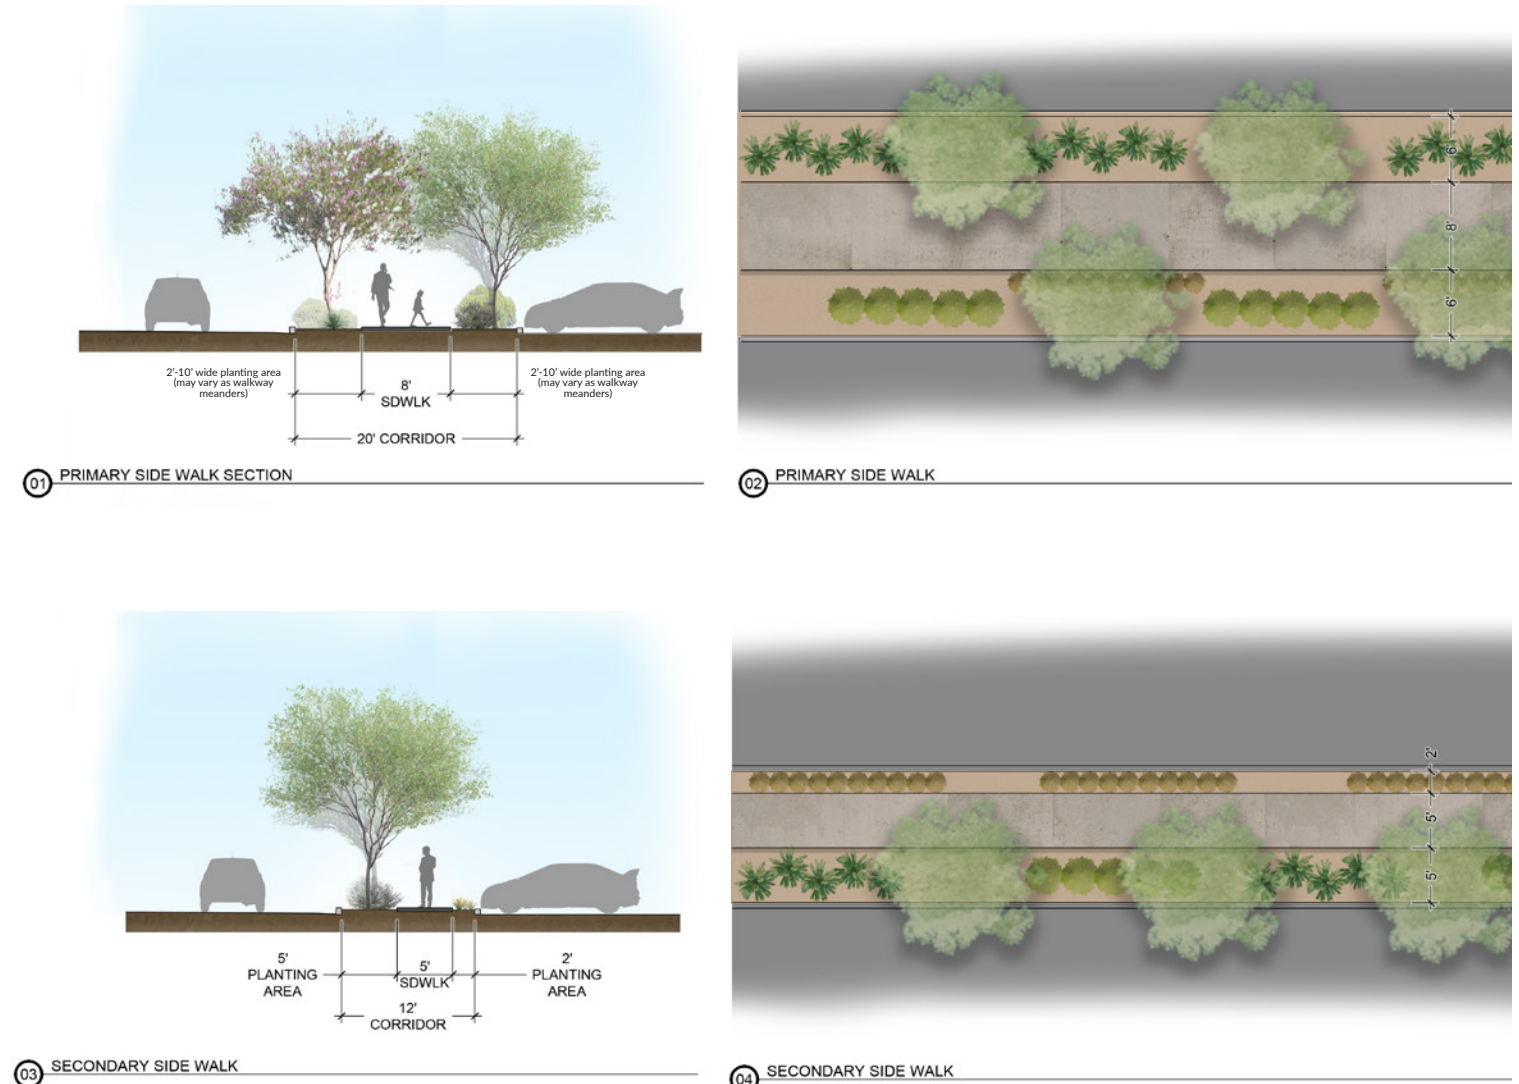 2'-10' wide planting area
(may vary as walkway
meanders)
8'
SDWLK
2'-10' wide planting area
(may vary as walkway
meanders)
20' CORRIDOR
01 PRIMARY SIDE WALK SECTION
6'
8'
6'
02 PRIMARY SIDE WALK
5'
PLANTING
AREA
5'
SDWLK
2'
PLANTING
AREA
12'
CORRIDOR
03 SECONDARY SIDE WALK
2'
5'
5'
04 SECONDARY SIDE WALK